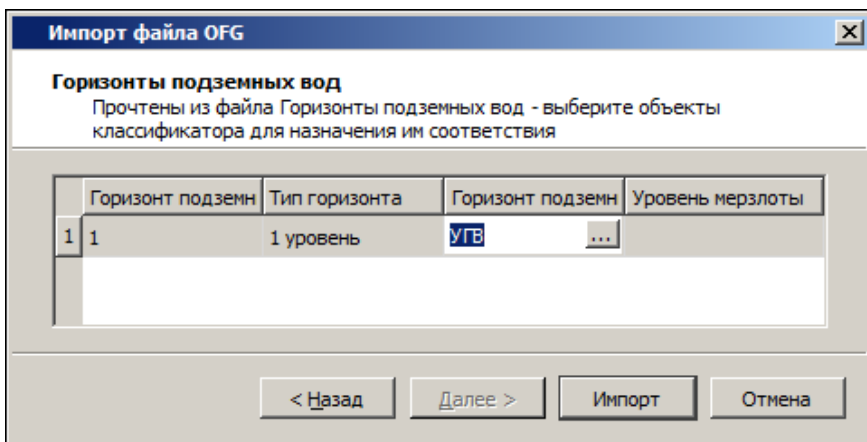 Импорт файла OFG
Горизонты подземных вод
Прочтены из файла Горизонты подземных вод - выберите объекты
классификатора для назначения им соответствия
Горизонт подземн Тип горизонта Горизонт подземн Уровень мерзлоты
1 1 1 уровень УГВ ...
< Назад Далее > Импорт Отмена